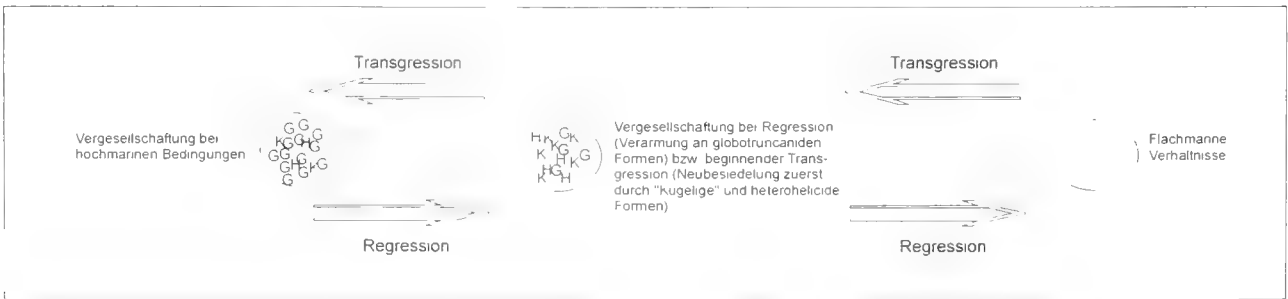 Transgression
Transgression
Vergesellschaftung bei
hochmarinen Bedingungen
G G
G G
K G G H G
G G
G H G K G
G G G
G
H K G K
K G G
H K
H G
K H
Vergesellschaftung bei Regression
(Verarmung an globotruncaniden
Formen) bzw beginnender Trans-
gression (Neubesiedelung zuerst
durch "Kugelige" und heterohelicide
Formen)
Flachmarine
Verhaltnisse
Regression
Regression